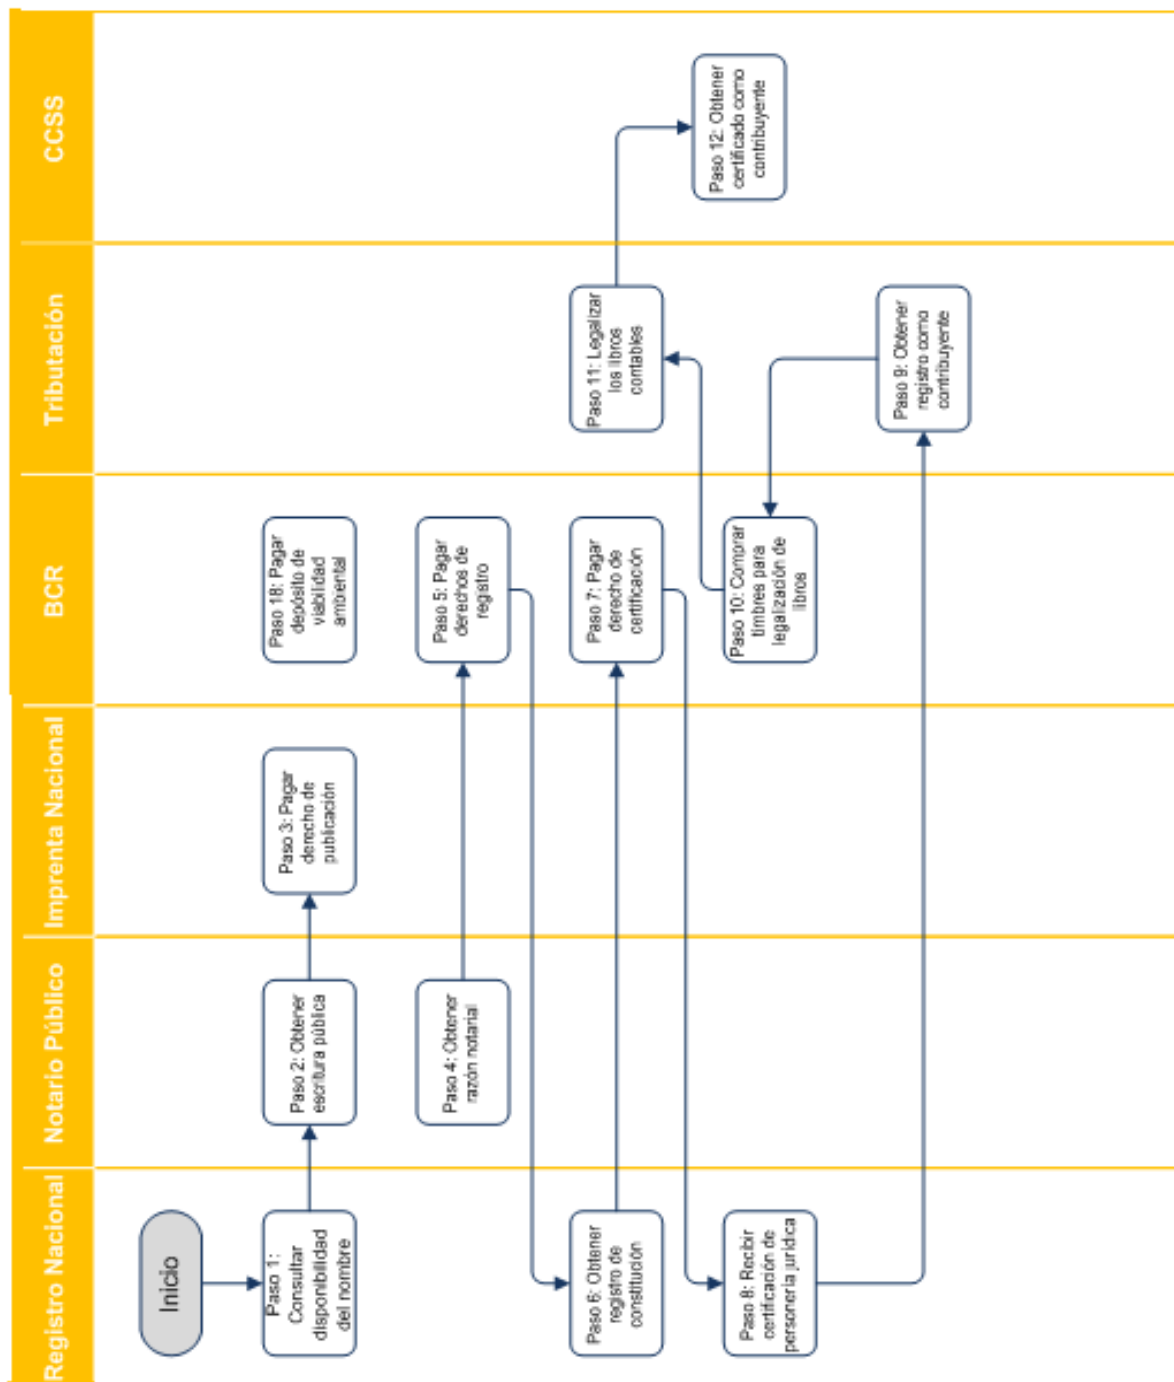 Registro Nacional
Notario Público
Imprenta Nacional
BCR
Tributación
CCSS
Inicio
Paso 1:
Consultar
disponibilidad
del nombre
Paso 2: Obtener
escritura pública
Paso 3: Pagar
derecho de
publicación
Paso 18: Pagar
depósito de
viabilidad
ambiental
Paso 4: Obtener
razón notarial
Paso 5: Pagar
derechos de
registro
Paso 6: Obtener
registro de
constitución
Paso 7: Pagar
derecho de
certificación
Paso 8: Recibir
certificación de
personería jurídica
Paso 9: Obtener
registro como
contribuyente
Paso 10: Comprar
timbres para
legalización de
libros
Paso 11: Legalizar
los libros
contables
Paso 12: Obtener
certificado como
contribuyente